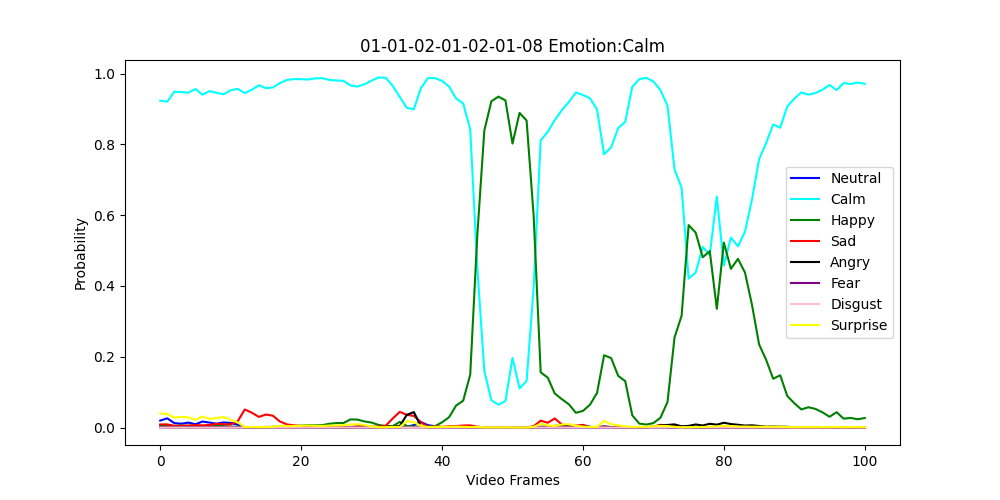 01-01-02-01-02-01-08 Emotion:Calm
Probability
1.0
0.8
0.6
0.4
0.2
0.0
0
20
40
60
80
100
Video Frames
Neutral
Calm
Happy
Sad
Angry
Fear
Disgust
Surprise